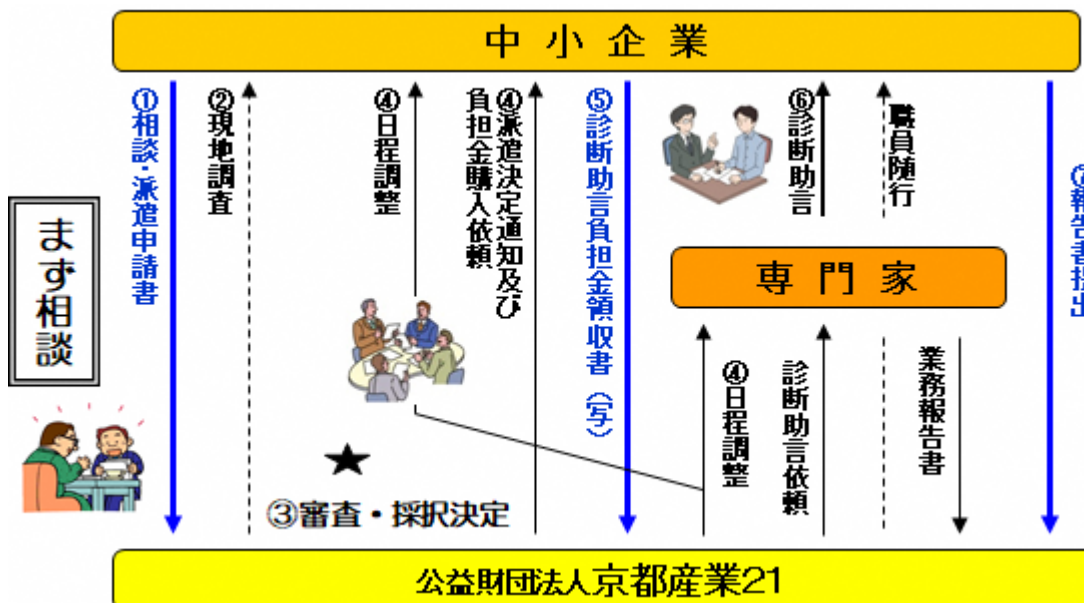 中小企業
①相談・派遣申請書
②現地調査
④日程調整
④派遣決定通知及び
負担金購入依頼
⑤診断助言負担金領収書（写）
⑥診断助言
職員随行
⑦報告書提出
まず相談
専門家
③審査・採択決定
④日程調整
診断助言依頼
業務報告書
公益財団法人京都産業21